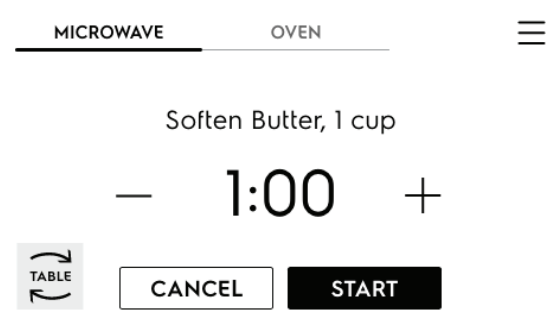 MICROWAVE OVEN
Soften Butter, 1 cup
1:00
TABLE
CANCEL START